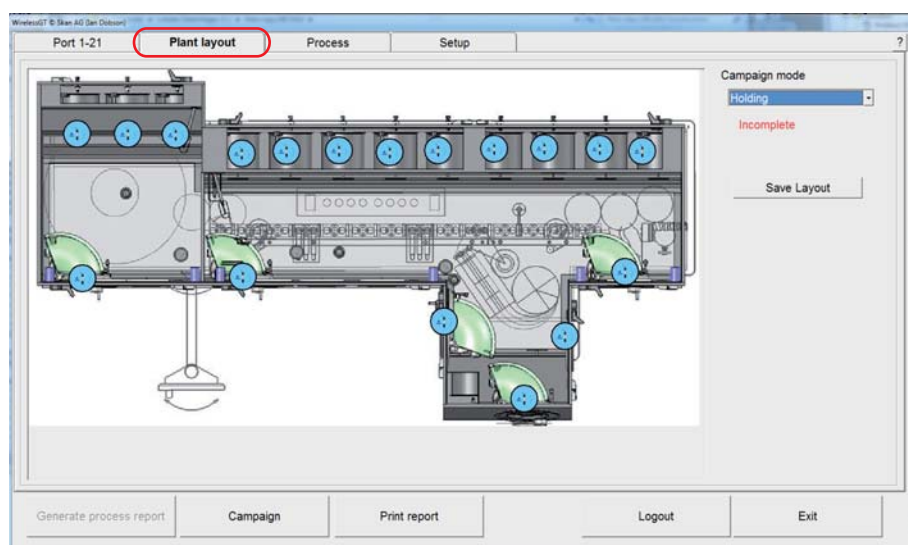 WirelessGT © Skan AG (Ian Dobson)
Port 1-21
Plant layout
Process
Setup
?
Campaign mode
Holding
Incomplete
Save Layout
Generate process report
Campaign
Print report
Logout
Exit